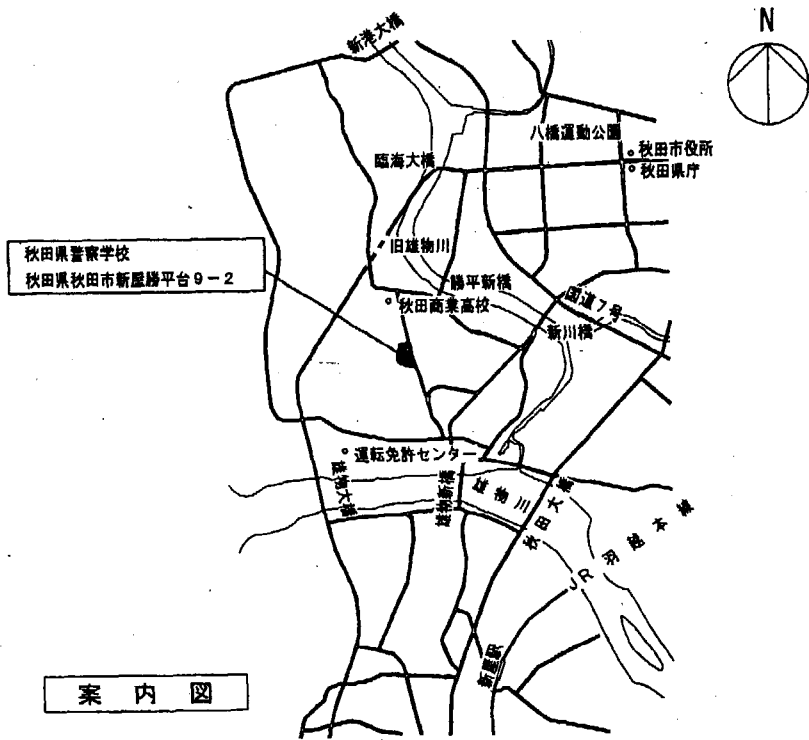 N
新港大橋
八橋運動公園
秋田市役所
秋田県庁
臨海大橋
旧雄物川
秋田県警察学校
秋田県秋田市新屋勝平台9-2
勝平新橋
国道7号
秋田商業高校
新川橋
運転免許センター
雄物大橋
雄物新橋
雄物川
秋田大橋
JR羽越本線
新屋駅
案内図